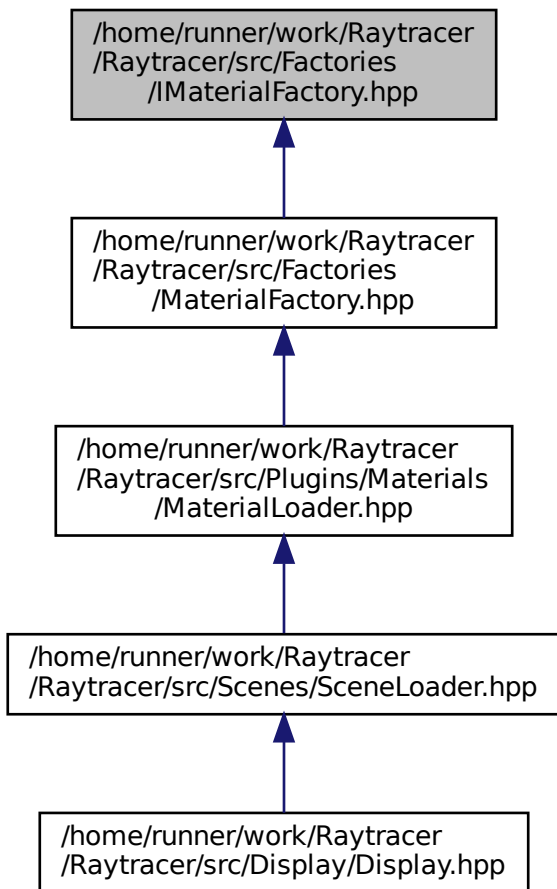 /home/runner/work/Raytracer
/Raytracer/src/Factories
/IMaterialFactory.hpp
/home/runner/work/Raytracer
/Raytracer/src/Factories
/MaterialFactory.hpp
/home/runner/work/Raytracer
/Raytracer/src/Plugins/Materials
/MaterialLoader.hpp
/home/runner/work/Raytracer
/Raytracer/src/Scenes/SceneLoader.hpp
/home/runner/work/Raytracer
/Raytracer/src/Display/Display.hpp